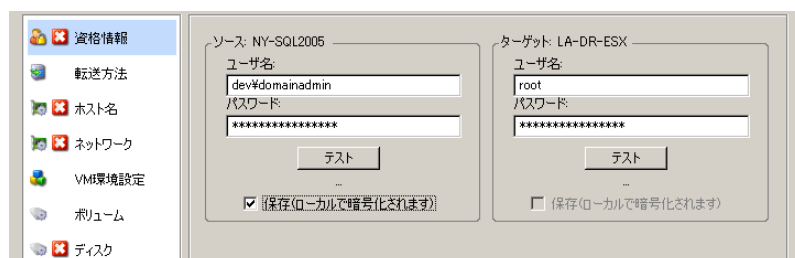 資格情報
転送方法
ホスト名
ネットワーク
VM環境設定
ボリューム
ディスク
ソース: NY-SQL2005
ユーザ名:
dev¥domainadmin
パスワード:
****************
テスト
...
保存(ローカルで暗号化されます)
ターゲット: LA-DR-ESX
ユーザ名:
root
パスワード:
****************
テスト
...
保存(ローカルで暗号化されます)